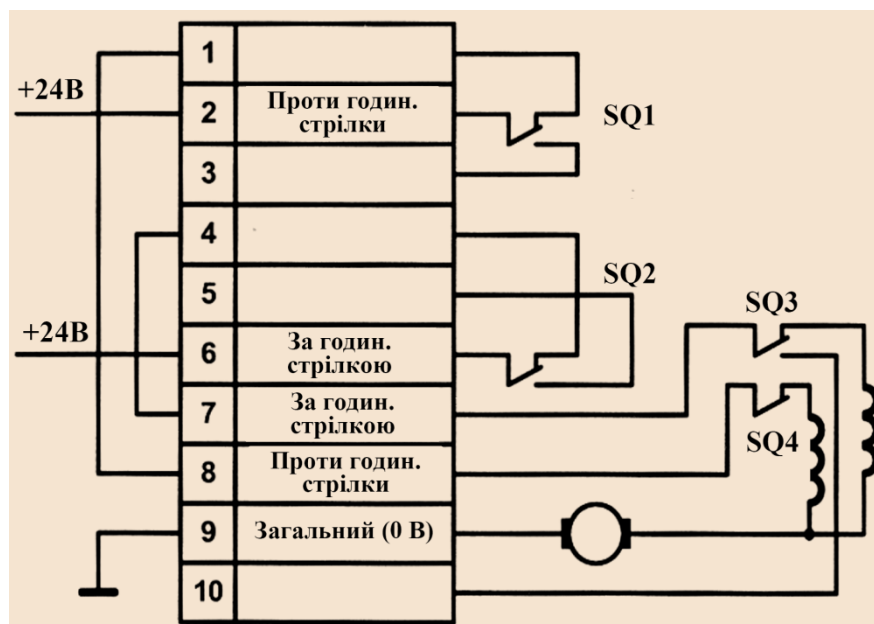 1
+24В
2
Проти годин.
стрілки
SQ1
3
4
5
SQ2
SQ3
+24В
6
За годин.
стрілкою
7
За годин.
стрілкою
SQ4
8
Проти годин.
стрілки
9
Загальний (0 В)
10